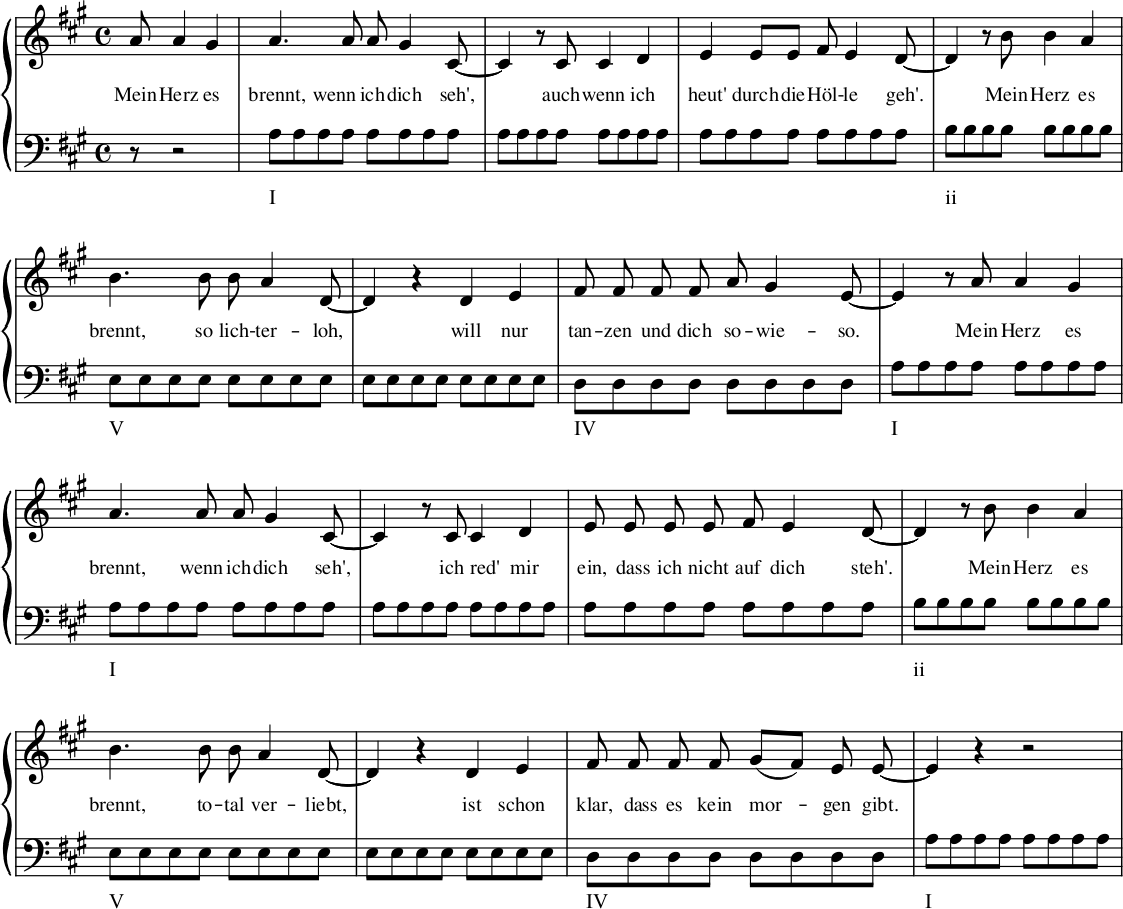 Mein Herz es brennt, wenn ich dich seh', auch wenn ich heut' durch die Höl-le geh'. Mein Herz es
I ii
brennt, so lich-ter – loh, will nur tan–zen und dich so–wie – so. Mein Herz es
V IV I
brennt, wenn ich dich seh', ich red' mir ein, dass ich nicht auf dich steh'. Mein Herz es
I ii
brennt, to–tal ver – liebt, ist schon klar, dass es kein mor – gen gibt.
V IV I